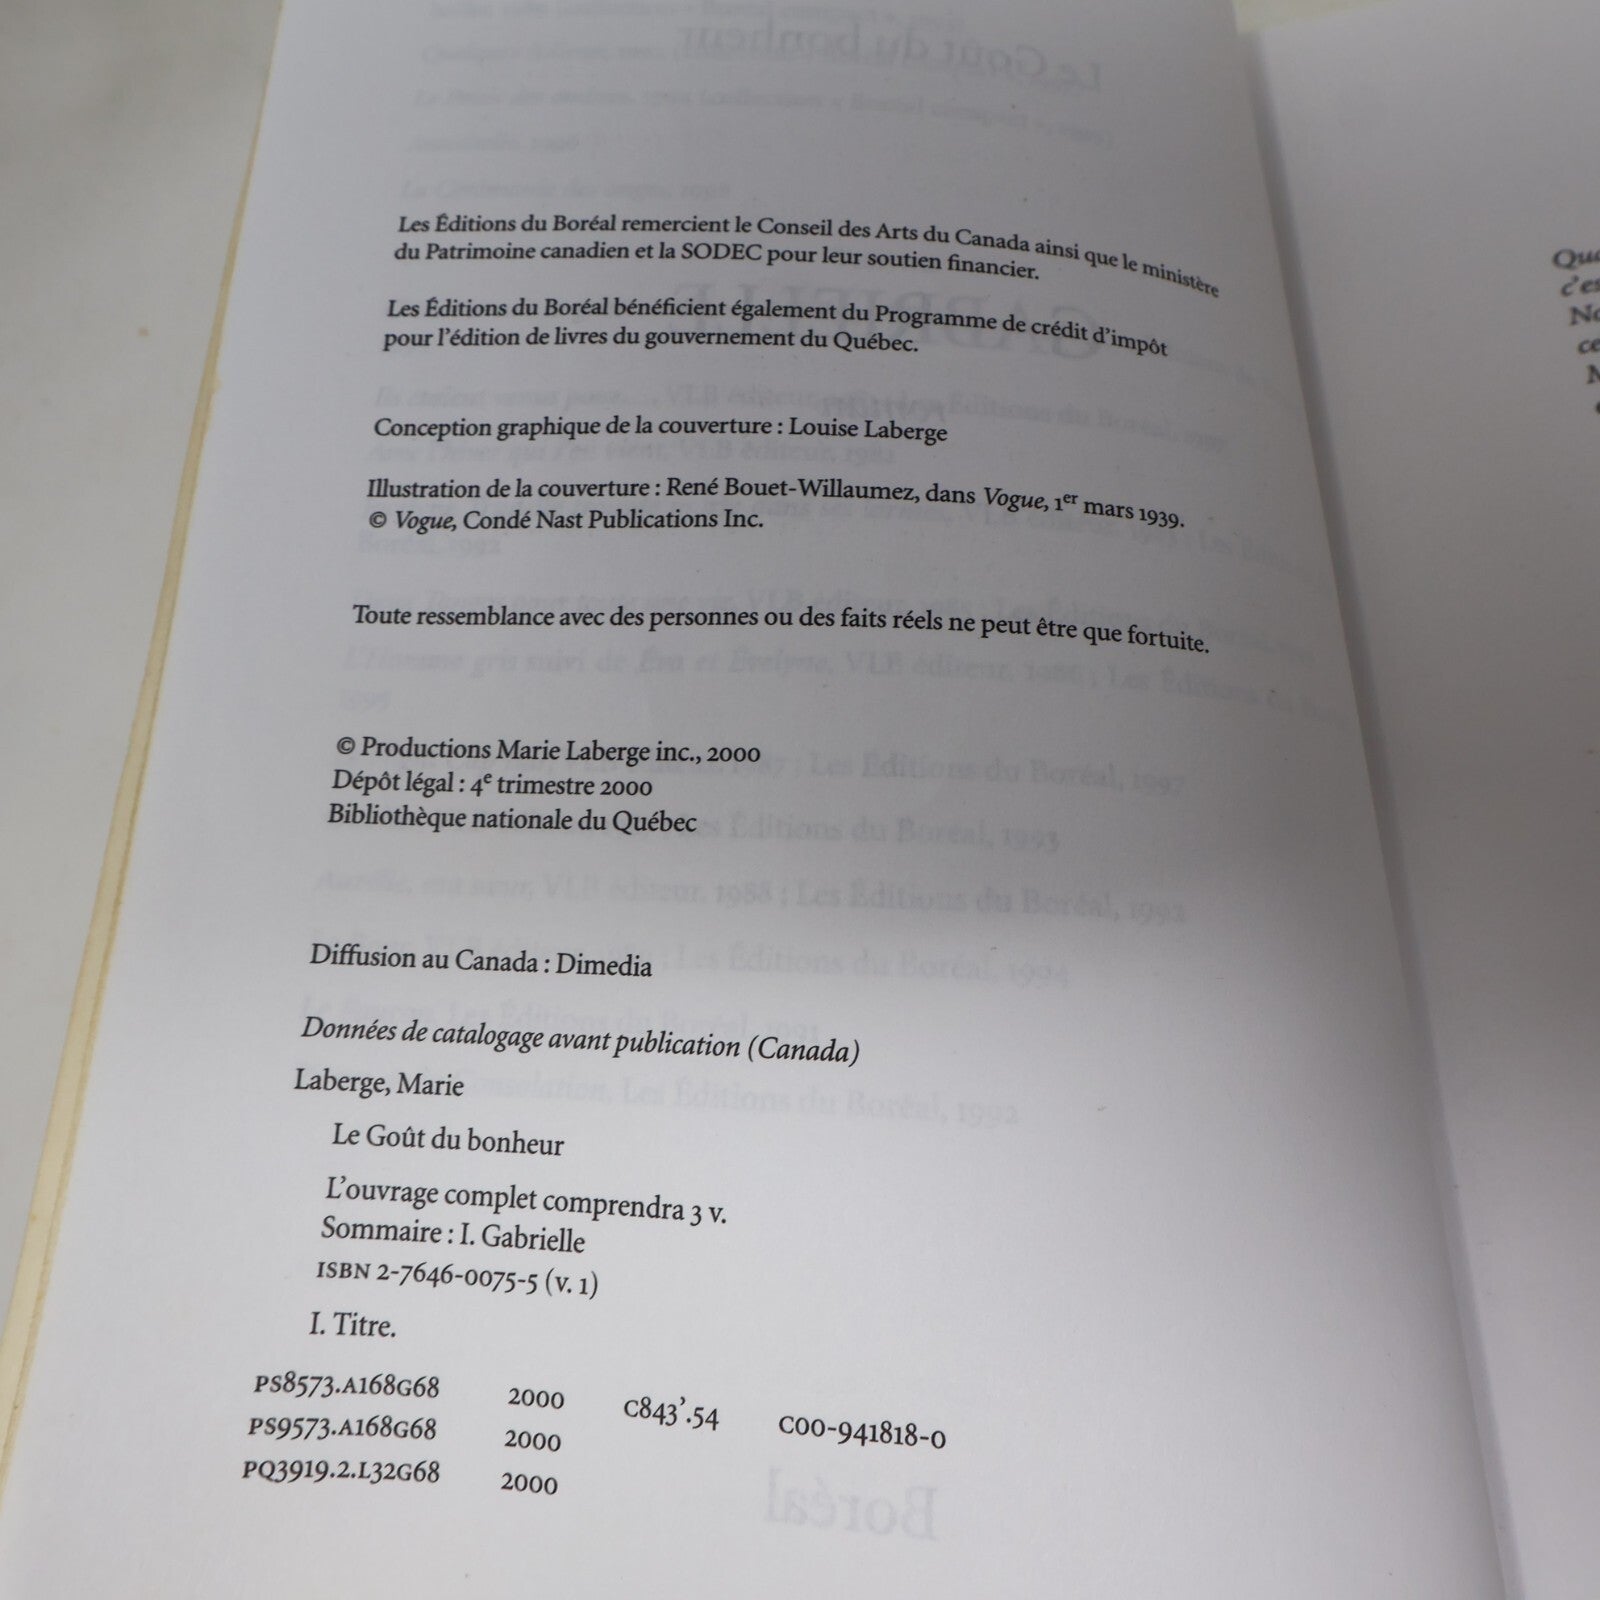 Les Éditions du Boréal remercient le Conseil des Arts du Canada ainsi que le ministère
du Patrimoine canadien et la SODEC pour leur soutien financier.
Les Éditions du Boréal bénéficient également du Programme de crédit d'impôt
pour l'édition de livres du gouvernement du Québec.
Conception graphique de la couverture : Louise Laberge
Illustration de la couverture : René Bouet-Willaumez, dans Vogue, 1er mars 1939.
© Vogue, Condé Nast Publications Inc.
Toute ressemblance avec des personnes ou des faits réels ne peut être que fortuite.
© Productions Marie Laberge inc., 2000
Dépôt légal : 4e trimestre 2000
Bibliothèque nationale du Québec
Diffusion au Canada : Dimedia
Données de catalogage avant publication (Canada)
Laberge, Marie
Le Goût du bonheur
L'ouvrage complet comprendra 3 v.
Sommaire : I. Gabrielle
ISBN 2-7646-0075-5 (v. 1)
I. Titre.
PS8573.A168G68 2000 C843'.54 C00-941818-0
PS9573.A168G68 2000
PQ3919.2.L32G68 2000